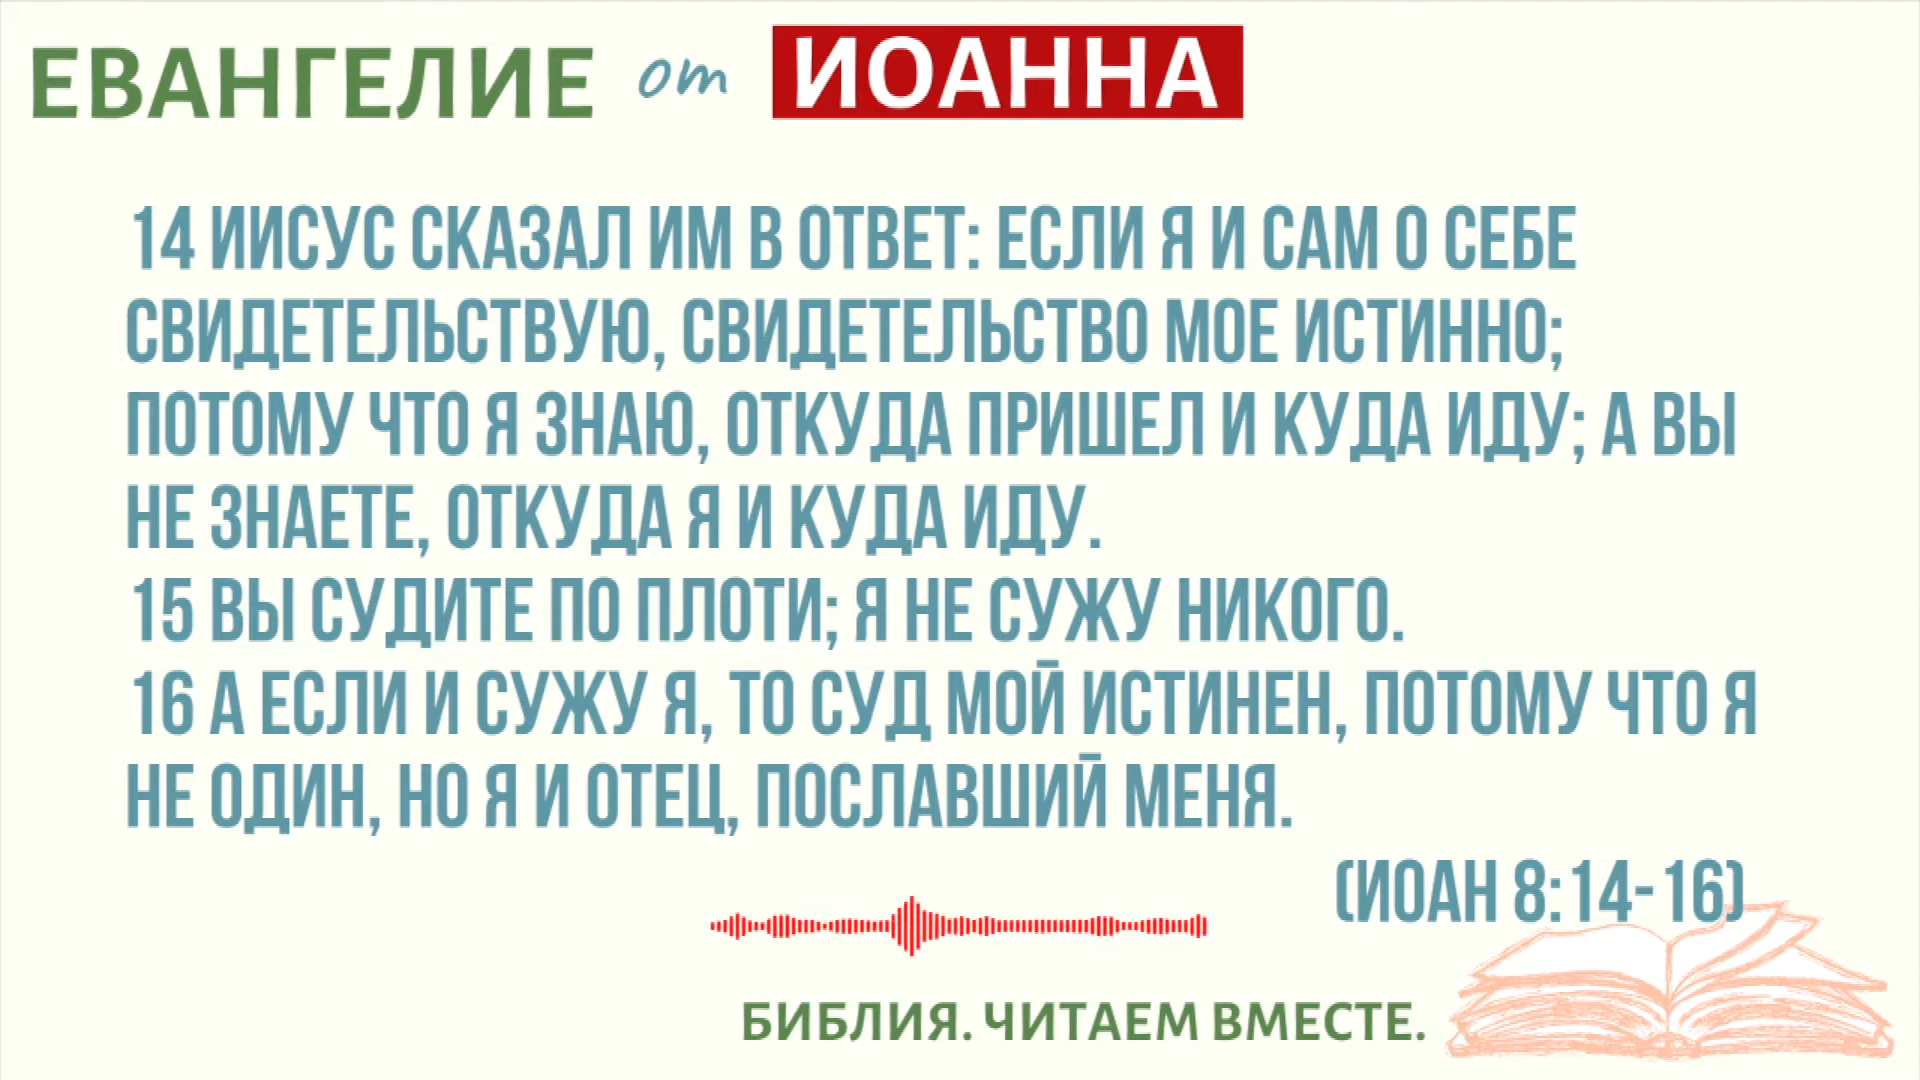 ЕВАНГЕЛИЕ от ИОАННА
14 ИИСУС СКАЗАЛ ИМ В ОТВЕТ: ЕСЛИ Я И САМ О СЕБЕ
СВИДЕТЕЛЬСТВУЮ, СВИДЕТЕЛЬСТВО МОЕ ИСТИННО;
ПОТОМУ ЧТО Я ЗНАЮ, ОТКУДА ПРИШЕЛ И КУДА ИДУ; А ВЫ
НЕ ЗНАЕТЕ, ОТКУДА Я И КУДА ИДУ.
15 ВЫ СУДИТЕ ПО ПЛОТИ; Я НЕ СУЖУ НИКОГО.
16 А ЕСЛИ И СУЖУ Я, ТО СУД МОЙ ИСТИНЕН, ПОТОМУ ЧТО Я
НЕ ОДИН, НО Я И ОТЕЦ, ПОСЛАВШИЙ МЕНЯ.
(ИОАН 8:14-16)
БИБЛИЯ. ЧИТАЕМ ВМЕСТЕ.